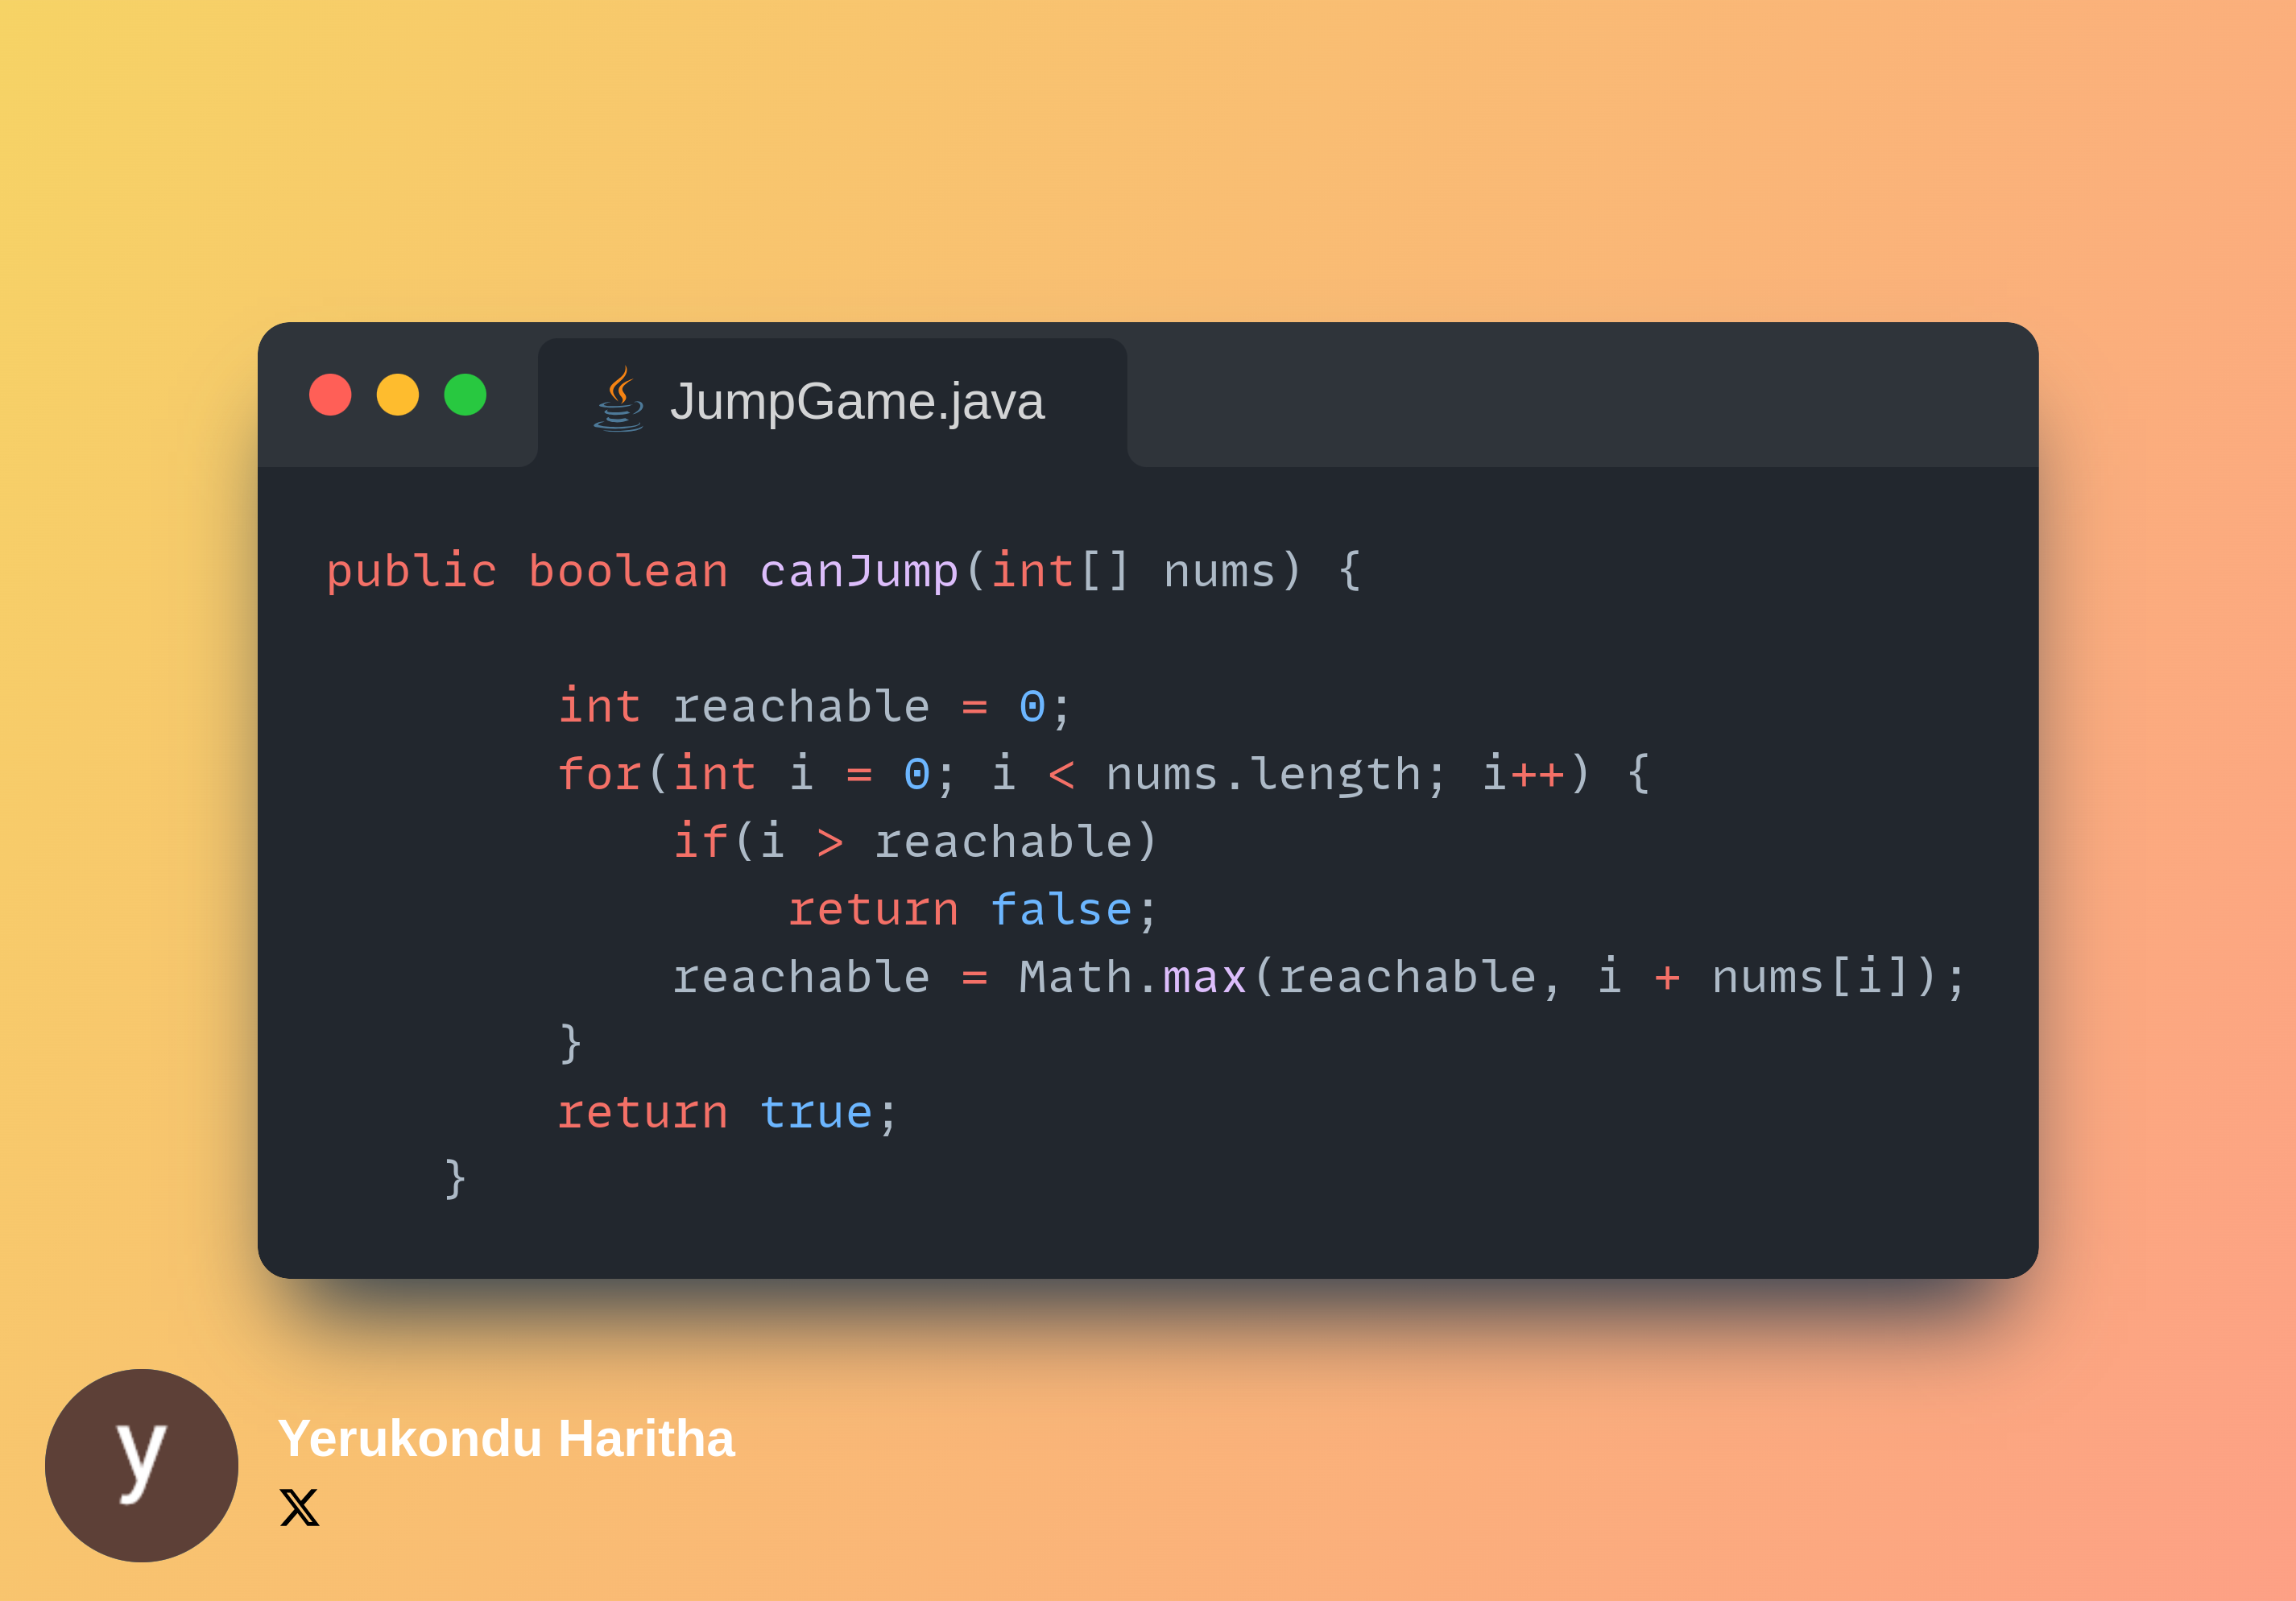 JumpGame.java
public boolean canJump(int[] nums) {
        int reachable = 0;
        for(int i = 0; i < nums.length; i++) {
            if(i > reachable)
                return false;
            reachable = Math.max(reachable, i + nums[i]);
        }
        return true;
    }
y
Yerukondu Haritha
𝕏